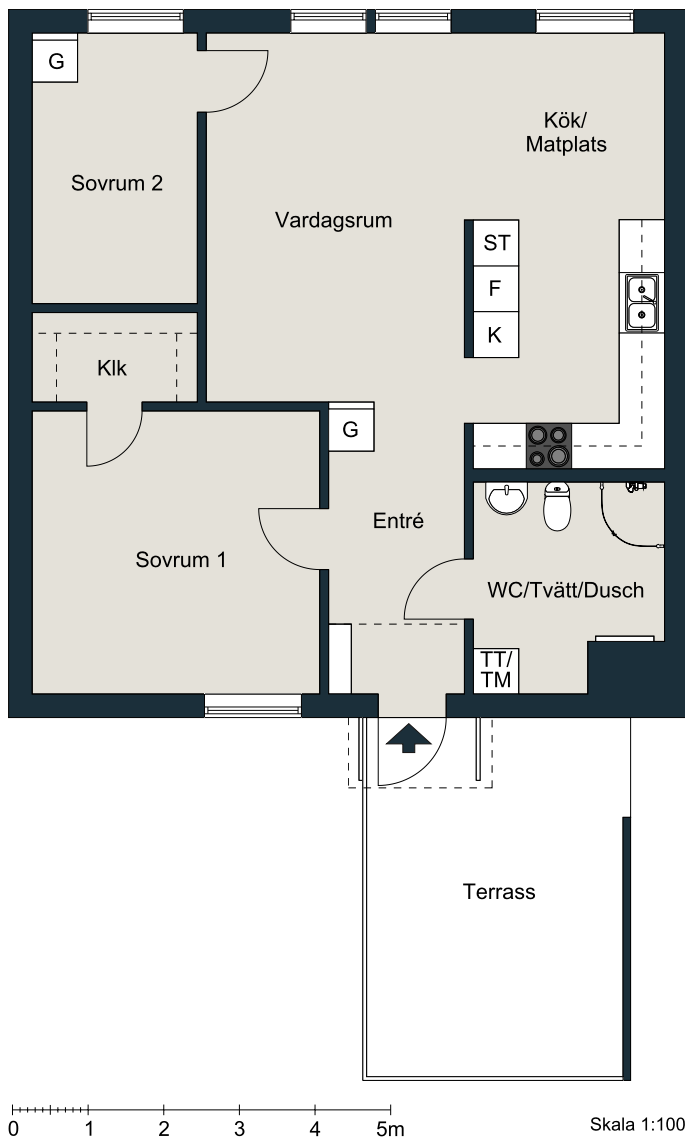 G
Kök/
Matplats
Sovrum 2
Vardagsrum
ST
F
K
Klk
G
Entré
Sovrum 1
WC/Tvätt/Dusch
TT/
TM
Terrass
0 1 2 3 4 5m
Skala 1:100